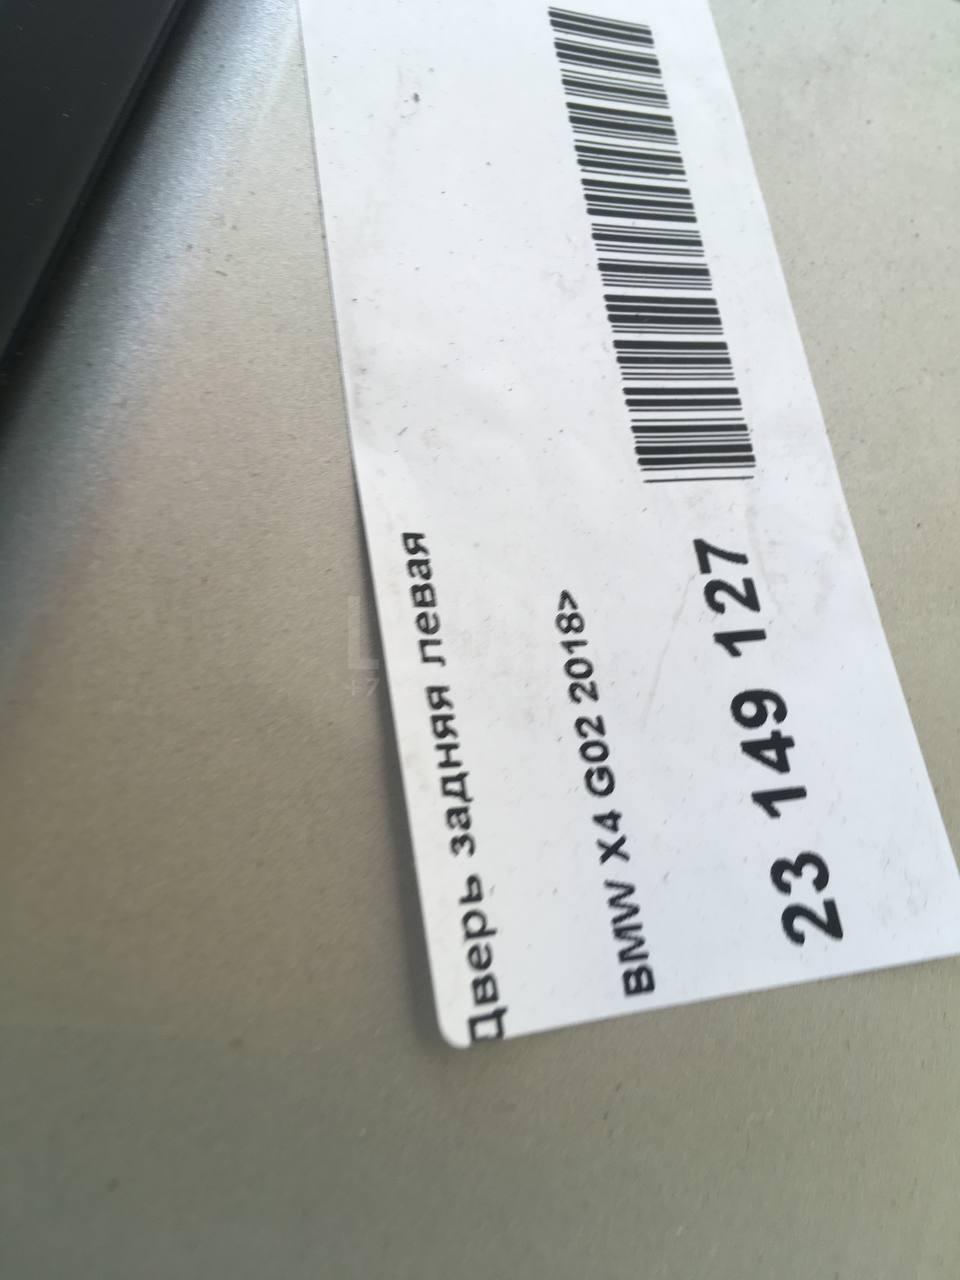 Дверь задняя левая
BMW X4 G02 2018>
23 149 127